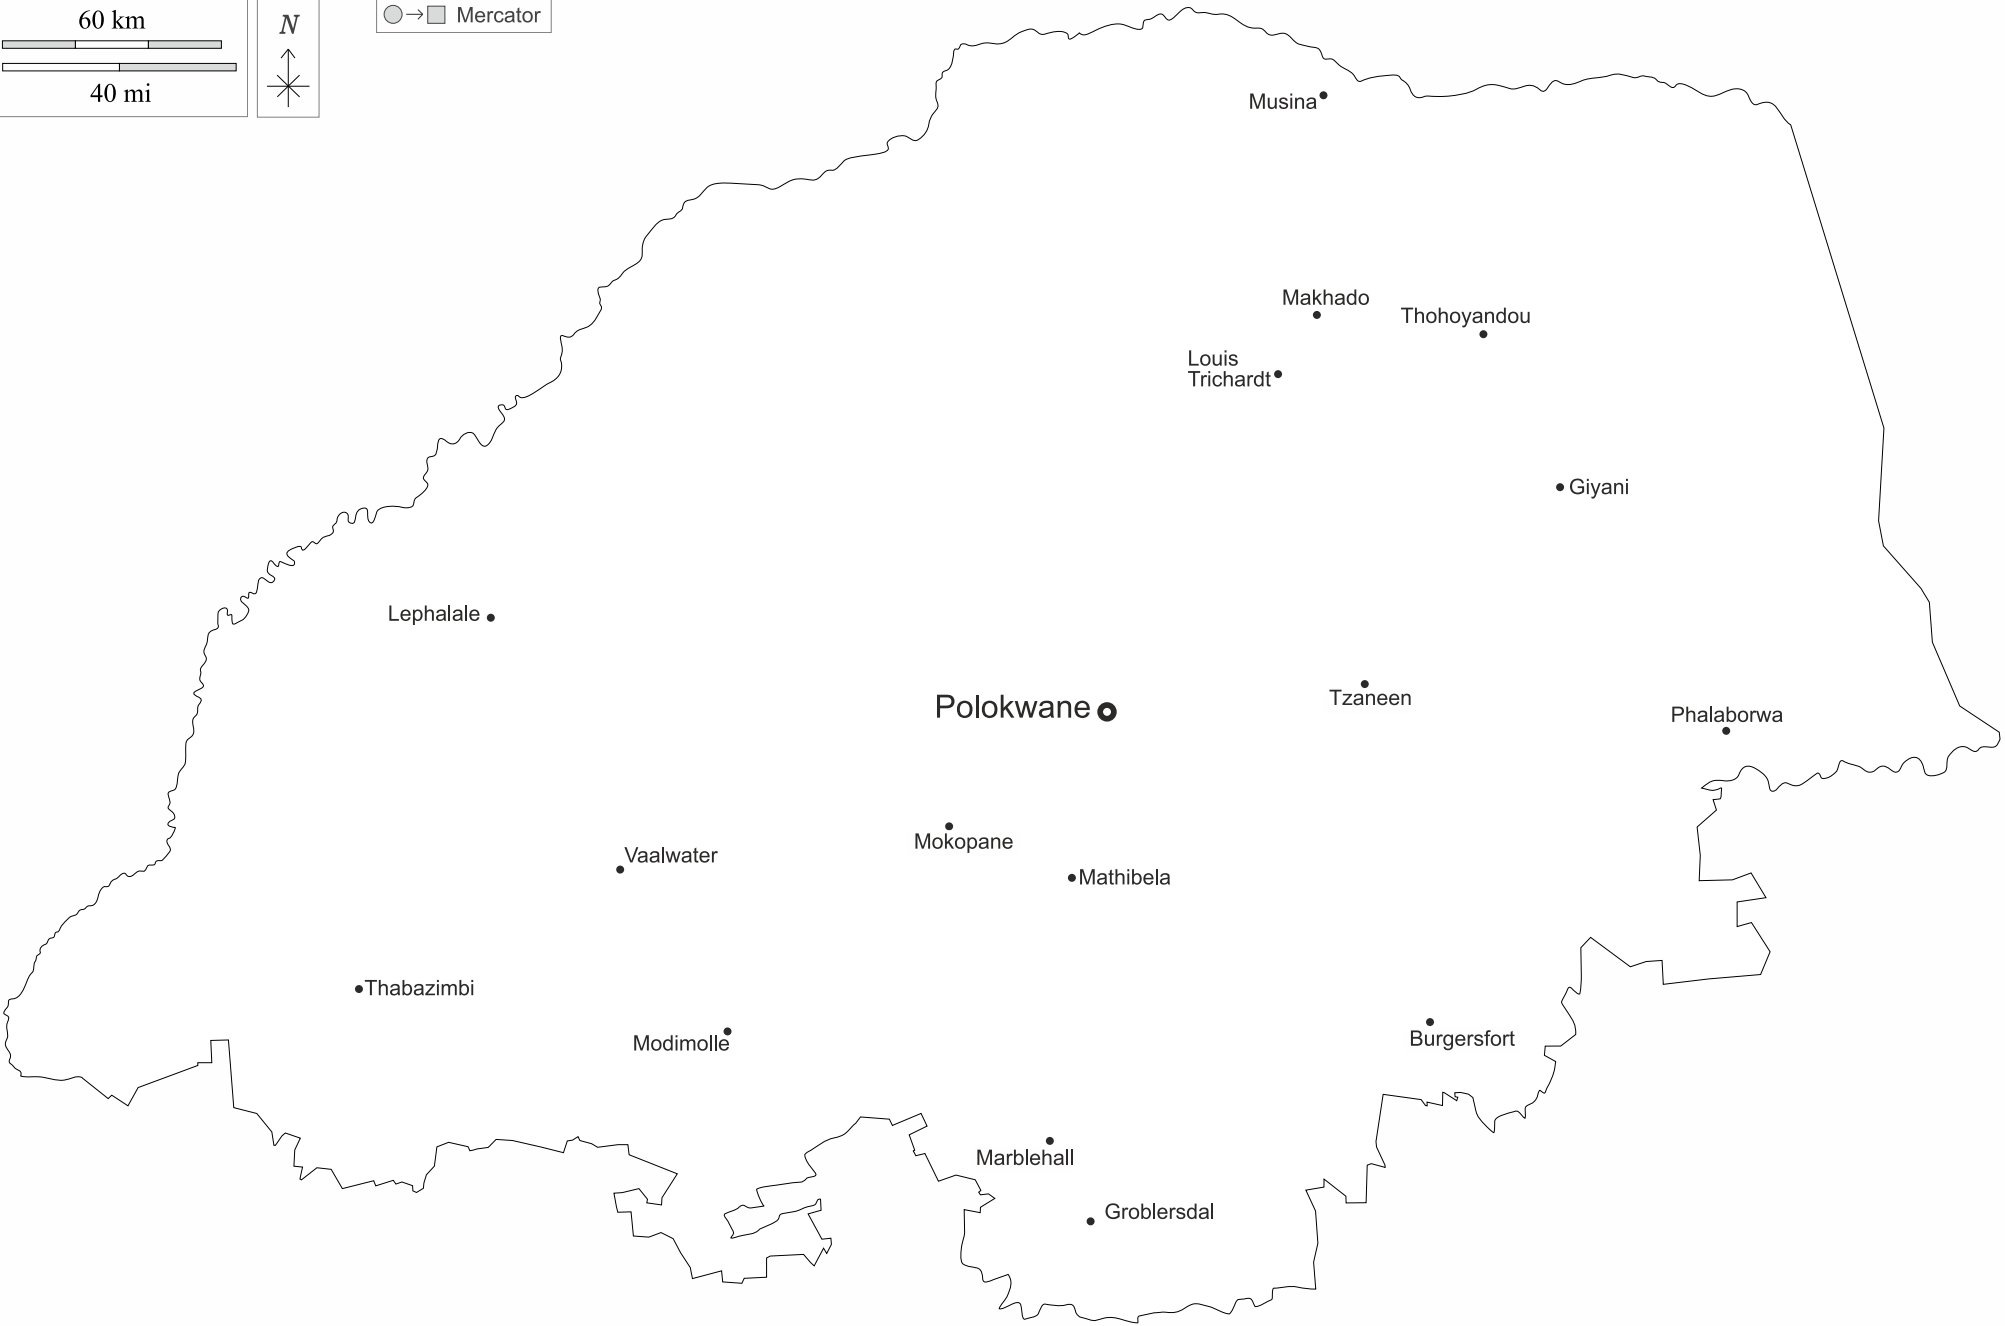 60 km
40 mi
N
Mercator
Musina
Makhado
Thohoyandou
Louis
Trichardt
Giyani
Lephalale
Polokwane
Tzaneen
Phalaborwa
Mokopane
Vaalwater
Mathibela
Thabazimbi
Modimolle
Burgersfort
Marblehall
Groblersdal